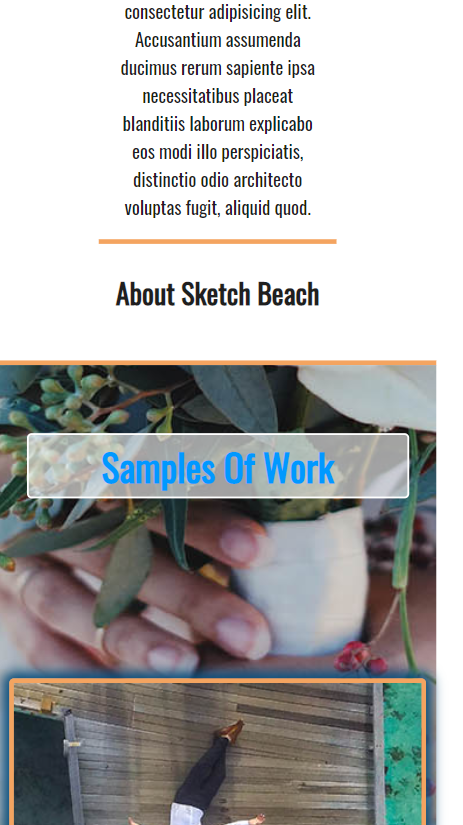 consectetur adipisicing elit.
Accusantium assumenda
ducimus rerum sapiente ipsa
necessitatibus placeat
blanditiis laborum explicabo
eos modi illo perspiciatis,
distinctio odio architecto
voluptas fugit, aliquid quod.
About Sketch Beach
Samples Of Work